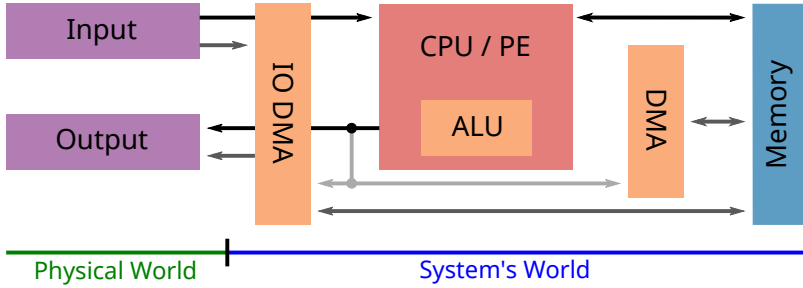 Input
Output
IO DMA
CPU / PE
ALU
DMA
Memory
Physical World
System's World